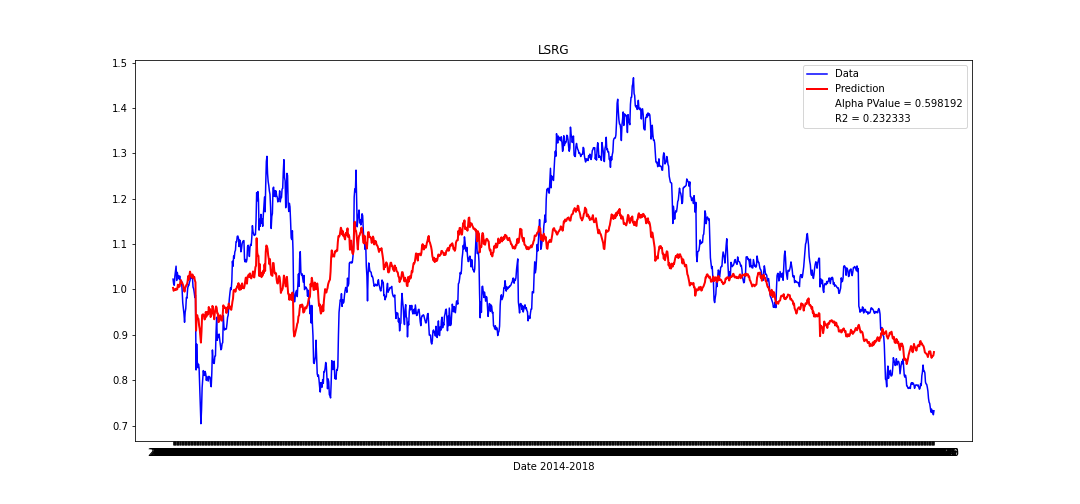 LSRG
1.5
1.4
1.3
1.2
1.1
1.0
0.9
0.8
0.7
Data
Prediction
Alpha PValue = 0.598192
R2 = 0.232333
Date 2014-2018